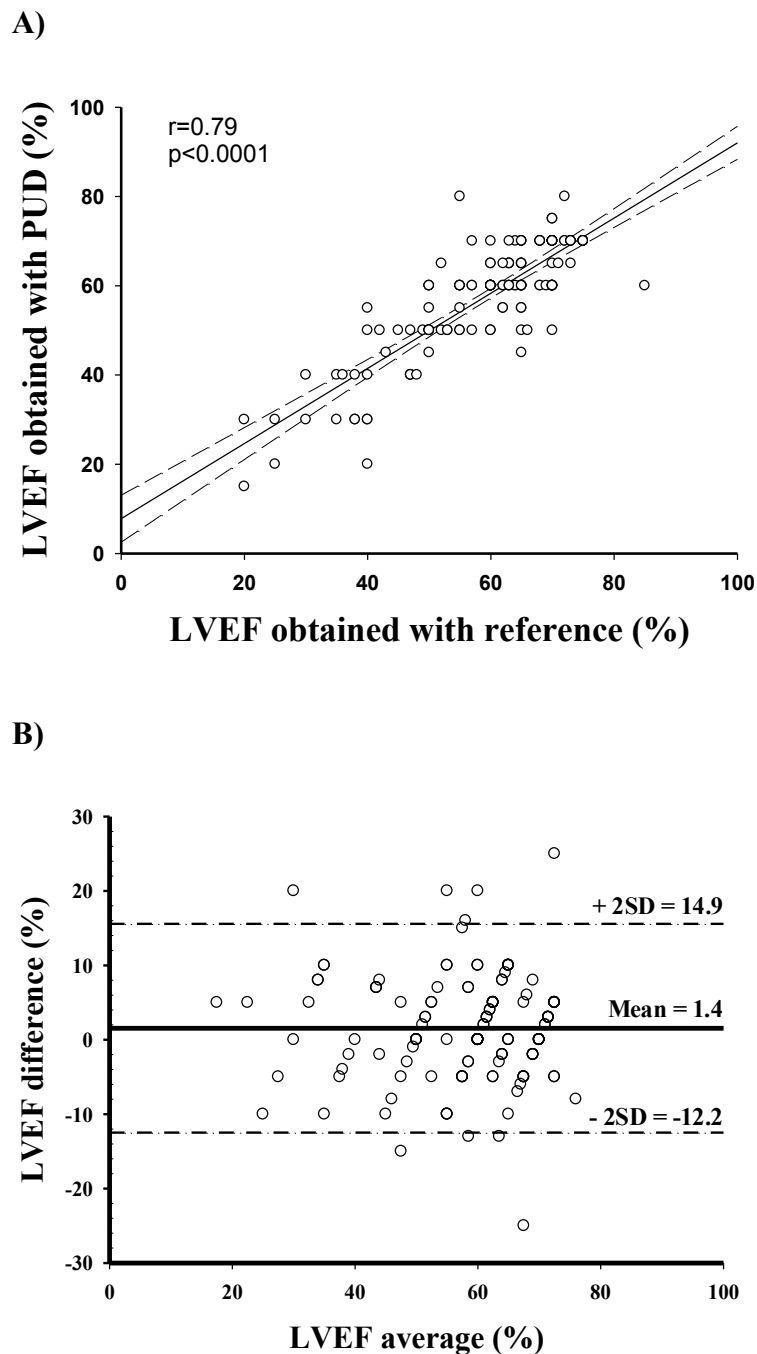 A)
LVEF obtained with PUD (%)
100
80
60
40
20
0
r=0.79
p<0.0001
0 20 40 60 80 100
LVEF obtained with reference (%)
B)
LVEF difference (%)
30
20
10
0
-10
-20
-30
+ 2SD = 14.9
Mean = 1.4
- 2SD = -12.2
0 20 40 60 80 100
LVEF average (%)